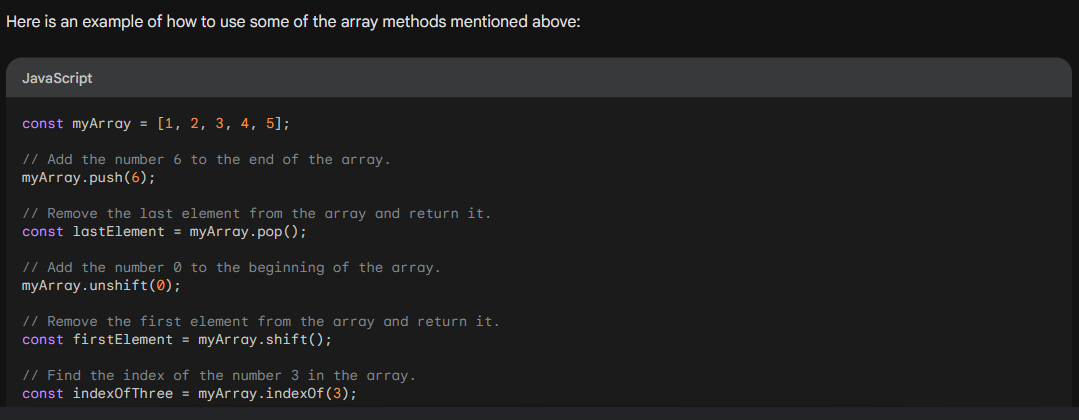 Here is an example of how to use some of the array methods mentioned above:
JavaScript
const myArray = [1, 2, 3, 4, 5];
// Add the number 6 to the end of the array.
myArray.push(6);
// Remove the last element from the array and return it.
const lastElement = myArray.pop();
// Add the number 0 to the beginning of the array.
myArray.unshift(0);
// Remove the first element from the array and return it.
const firstElement = myArray.shift();
// Find the index of the number 3 in the array.
const indexOfThree = myArray.indexOf(3);